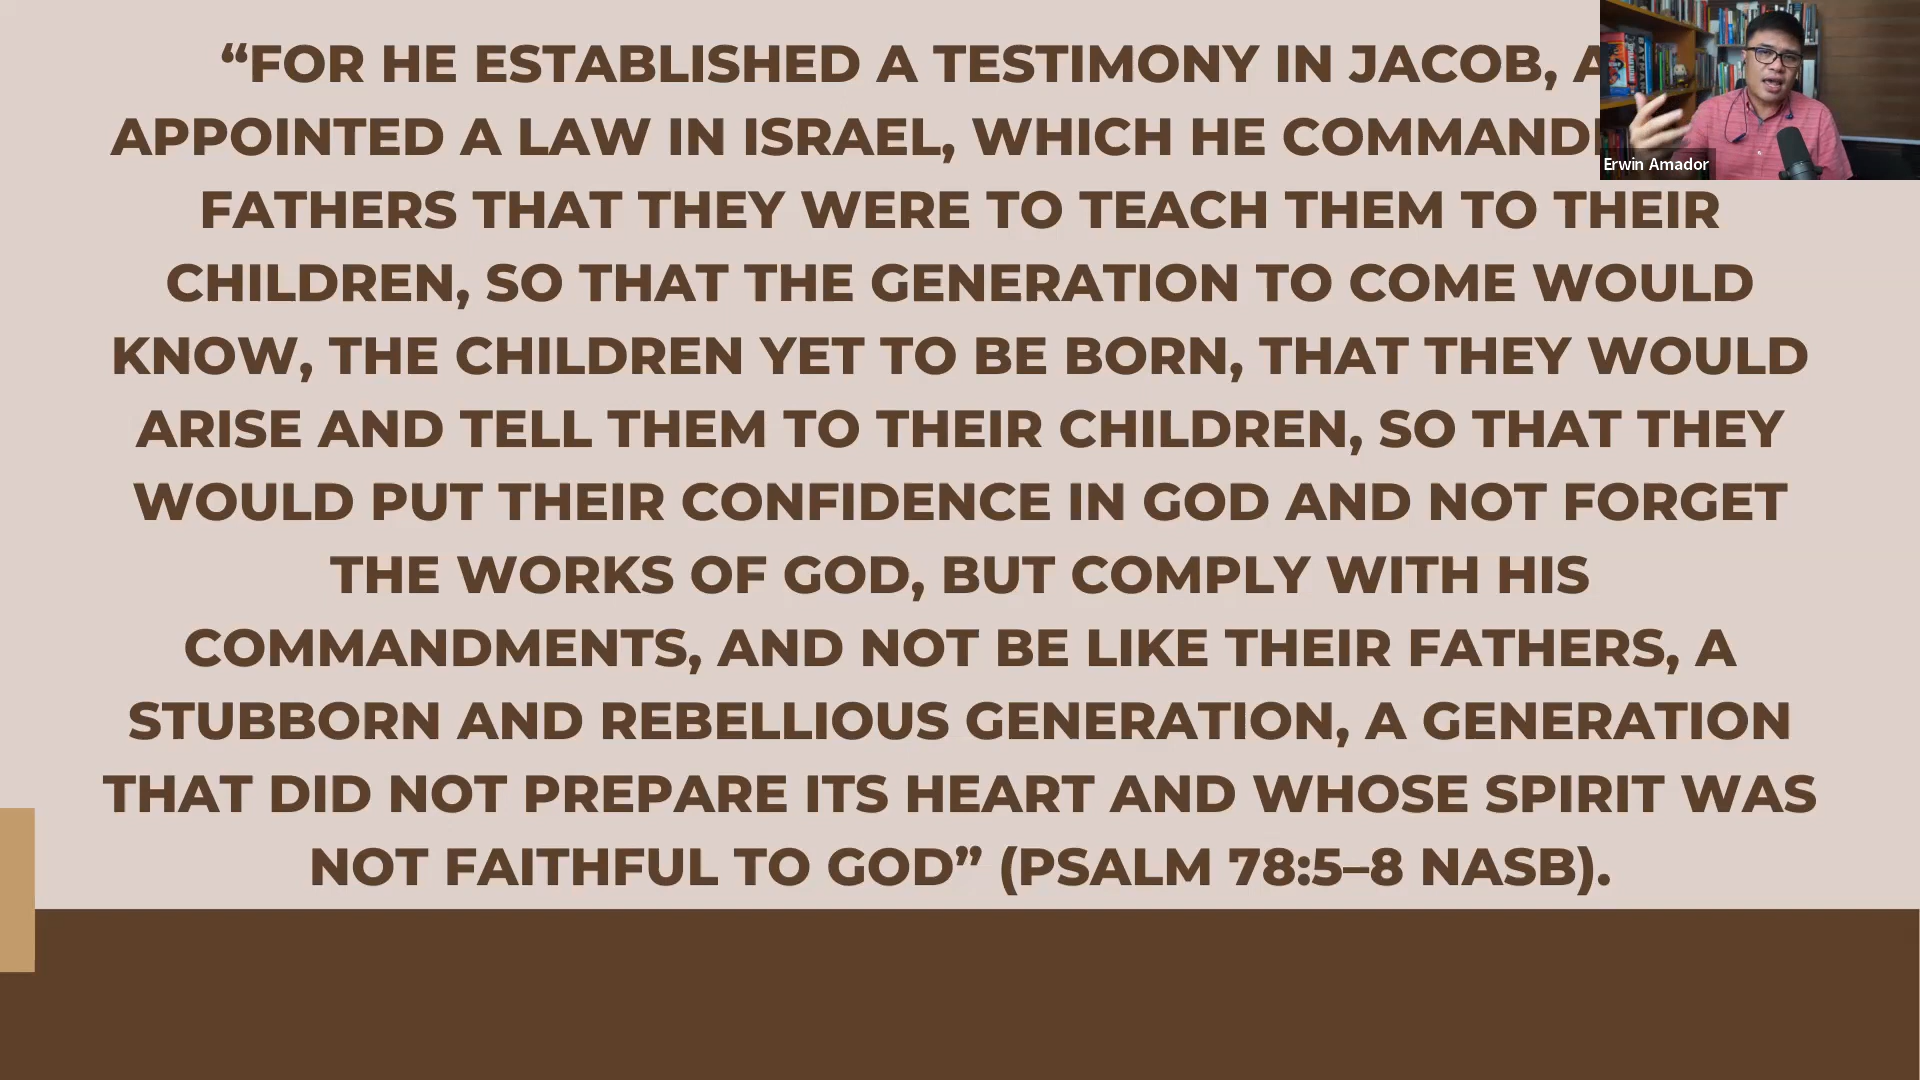 “FOR HE ESTABLISHED A TESTIMONY IN JACOB,
APPOINTED A LAW IN ISRAEL, WHICH HE
FATHERS THAT THEY WERE TO TEACH THEM TO THEIR
CHILDREN, SO THAT THE GENERATION TO COME WOULD
KNOW, THE CHILDREN YET TO BE BORN, THAT THEY WOULD
ARISE AND TELL THEM TO THEIR CHILDREN, SO THAT THEY
WOULD PUT THEIR CONFIDENCE IN GOD AND NOT FORGET
THE WORKS OF GOD, BUT COMPLY WITH HIS
COMMANDMENTS, AND NOT BE LIKE THEIR FATHERS, A
STUBBORN AND REBELLIOUS GENERATION, A GENERATION
THAT DID NOT PREPARE ITS HEART AND WHOSE SPIRIT WAS
NOT FAITHFUL TO GOD” (PSALM 78:5–8 NASB).
Erwin Amador